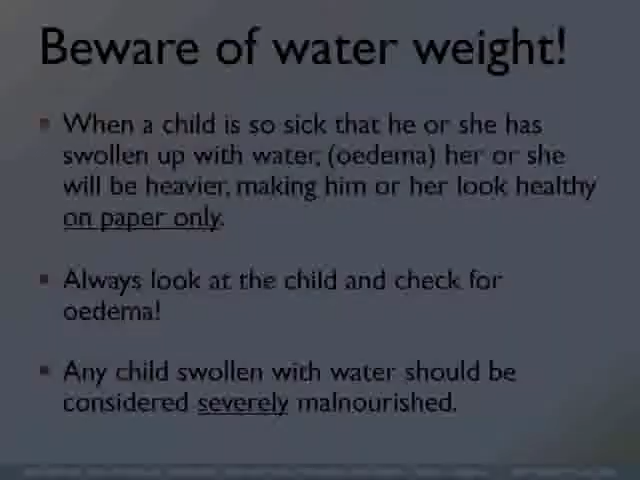 Beware of water weight!
When a child is so sick that he or she has
swollen up with water, (oedema) her or she
will be heavier, making him or her look healthy
on paper only.
Always look at the child and check for
oedema!
Any child swollen with water should be
considered severely malnourished.